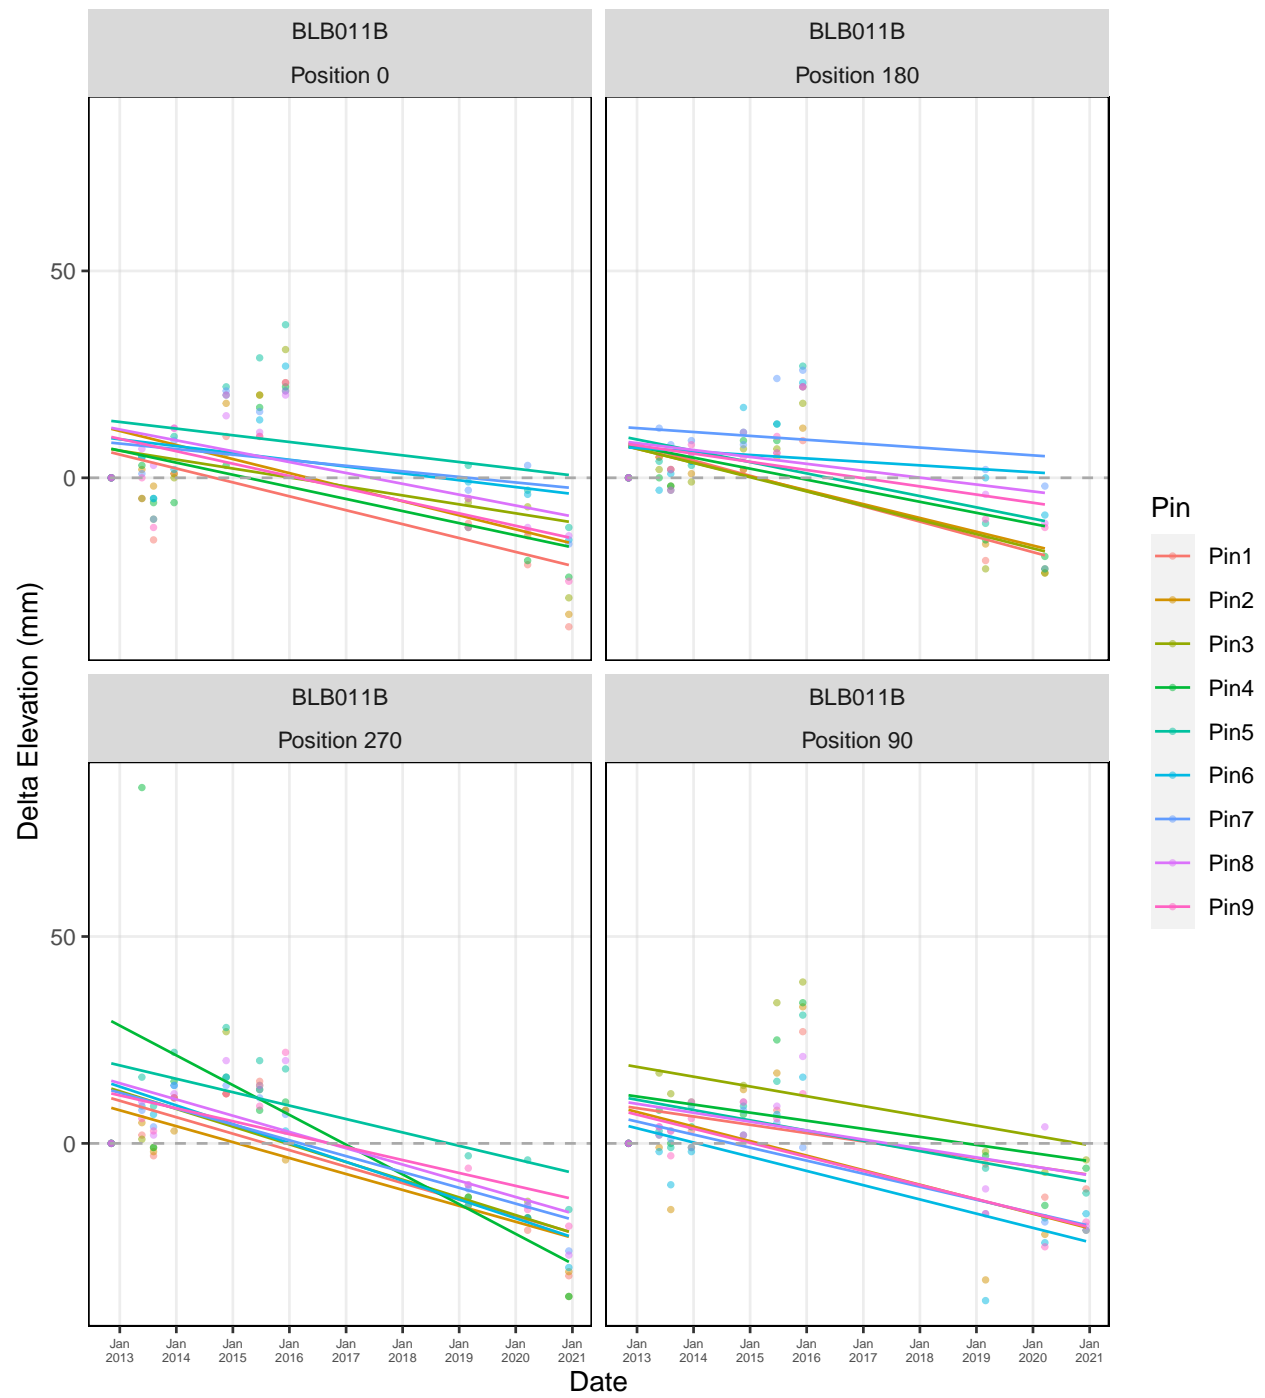 BLB011B
Position 0
BLB011B
Position 180
50
0
BLB011B
Position 270
BLB011B
Position 90
50
0
Delta Elevation (mm)
Jan Jan Jan Jan Jan Jan Jan Jan Jan
2013 2014 2015 2016 2017 2018 2019 2020 2021
Jan Jan Jan Jan Jan Jan Jan Jan Jan
2013 2014 2015 2016 2017 2018 2019 2020 2021
Date
Pin
Pin1
Pin2
Pin3
Pin4
Pin5
Pin6
Pin7
Pin8
Pin9